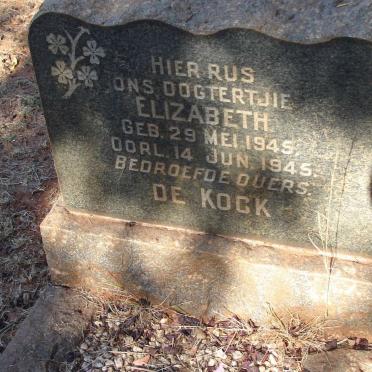 HIER RUS
ONS DOGTERTJIE
ELIZABETH
GEB. 29 MEI 1945.
OORL. 14 JUN. 1945.
BEDROEFDE OUERS.
DE KOCK